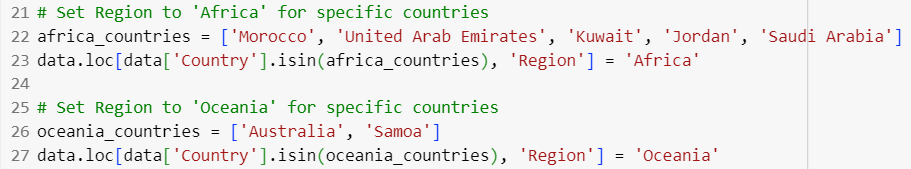 21 # Set Region to 'Africa' for specific countries
22 africa_countries = ['Morocco', 'United Arab Emirates', 'Kuwait', 'Jordan', 'Saudi Arabia']
23 data.loc[data['Country'].isin(africa_countries), 'Region'] = 'Africa'
24
25 # Set Region to 'Oceania' for specific countries
26 oceania_countries = ['Australia', 'Samoa']
27 data.loc[data['Country'].isin(oceania_countries), 'Region'] = 'Oceania'